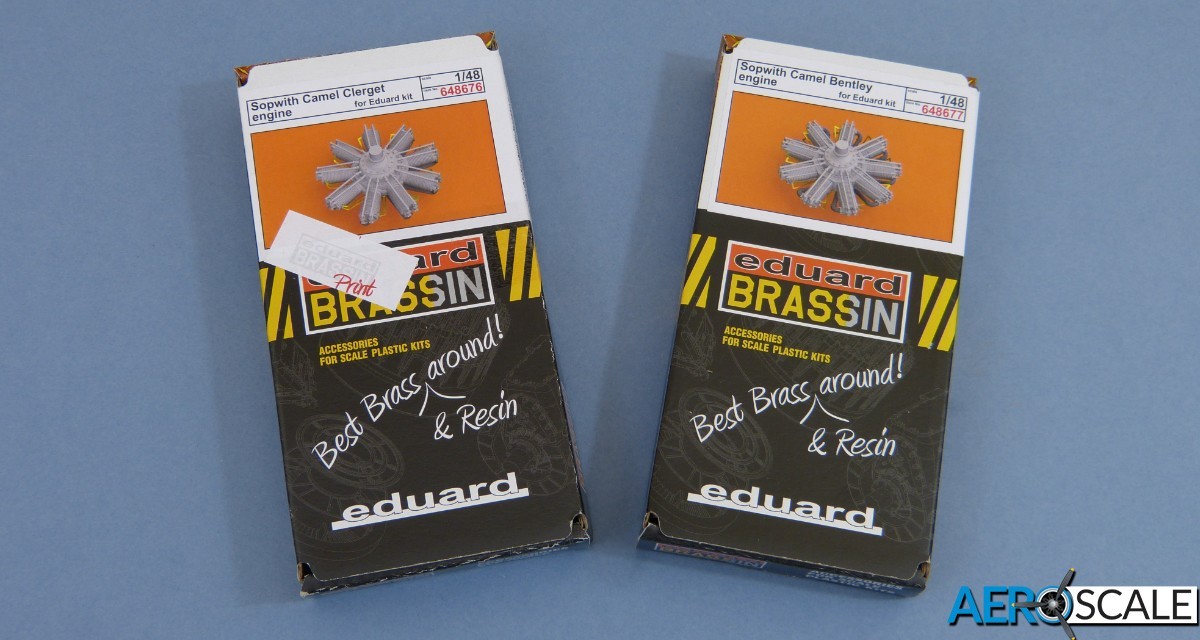 Sopwith Camel Clerget
engine
for Eduard kit
1/48
648676
eduard
BRASSIN
Print
ACCESSORIES
FOR SCALE PLASTIC KITS
Best Brass around!
& Resin
eduard
Sopwith Camel Bentley
engine
for Eduard kit
1/48
648677
eduard
BRASSIN
ACCESSORIES
FOR SCALE PLASTIC KITS
Best Brass around!
& Resin
eduard
BRASSIN
ACCESSORIES
AEROSCALE